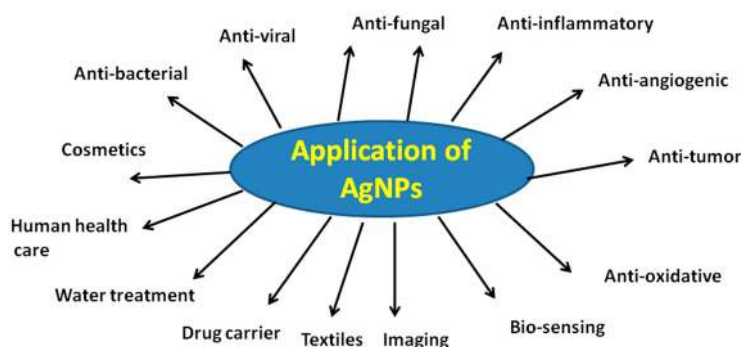 Anti-fungal
Anti-inflammatory
Anti-viral
Anti-bacterial
Anti-angiogenic
Application of
AgNPs
Cosmetics
Anti-tumor
Human health
care
Water treatment
Anti-oxidative
Drug carrier
Textiles
Imaging
Bio-sensing